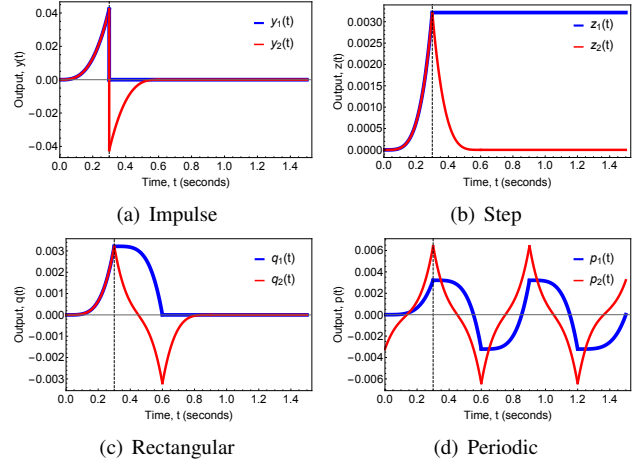 0.04
0.02
0.00
−0.02
−0.04
Output, y(t)
y1(t)
y2(t)
0.0 0.2 0.4 0.6 0.8 1.0 1.2 1.4
Time, t (seconds)
(a) Impulse
0.0030
0.0025
0.0020
0.0015
0.0010
0.0005
0.0000
Output, z(t)
z1(t)
z2(t)
0.0 0.2 0.4 0.6 0.8 1.0 1.2 1.4
Time, t (seconds)
(b) Step
0.003
0.002
0.001
0.000
−0.001
−0.002
−0.003
Output, q(t)
q1(t)
q2(t)
0.0 0.2 0.4 0.6 0.8 1.0 1.2 1.4
Time, t (seconds)
(c) Rectangular
0.006
0.004
0.002
0.000
−0.002
−0.004
−0.006
Output, p(t)
p1(t)
p2(t)
0.0 0.2 0.4 0.6 0.8 1.0 1.2 1.4
Time, t (seconds)
(d) Periodic